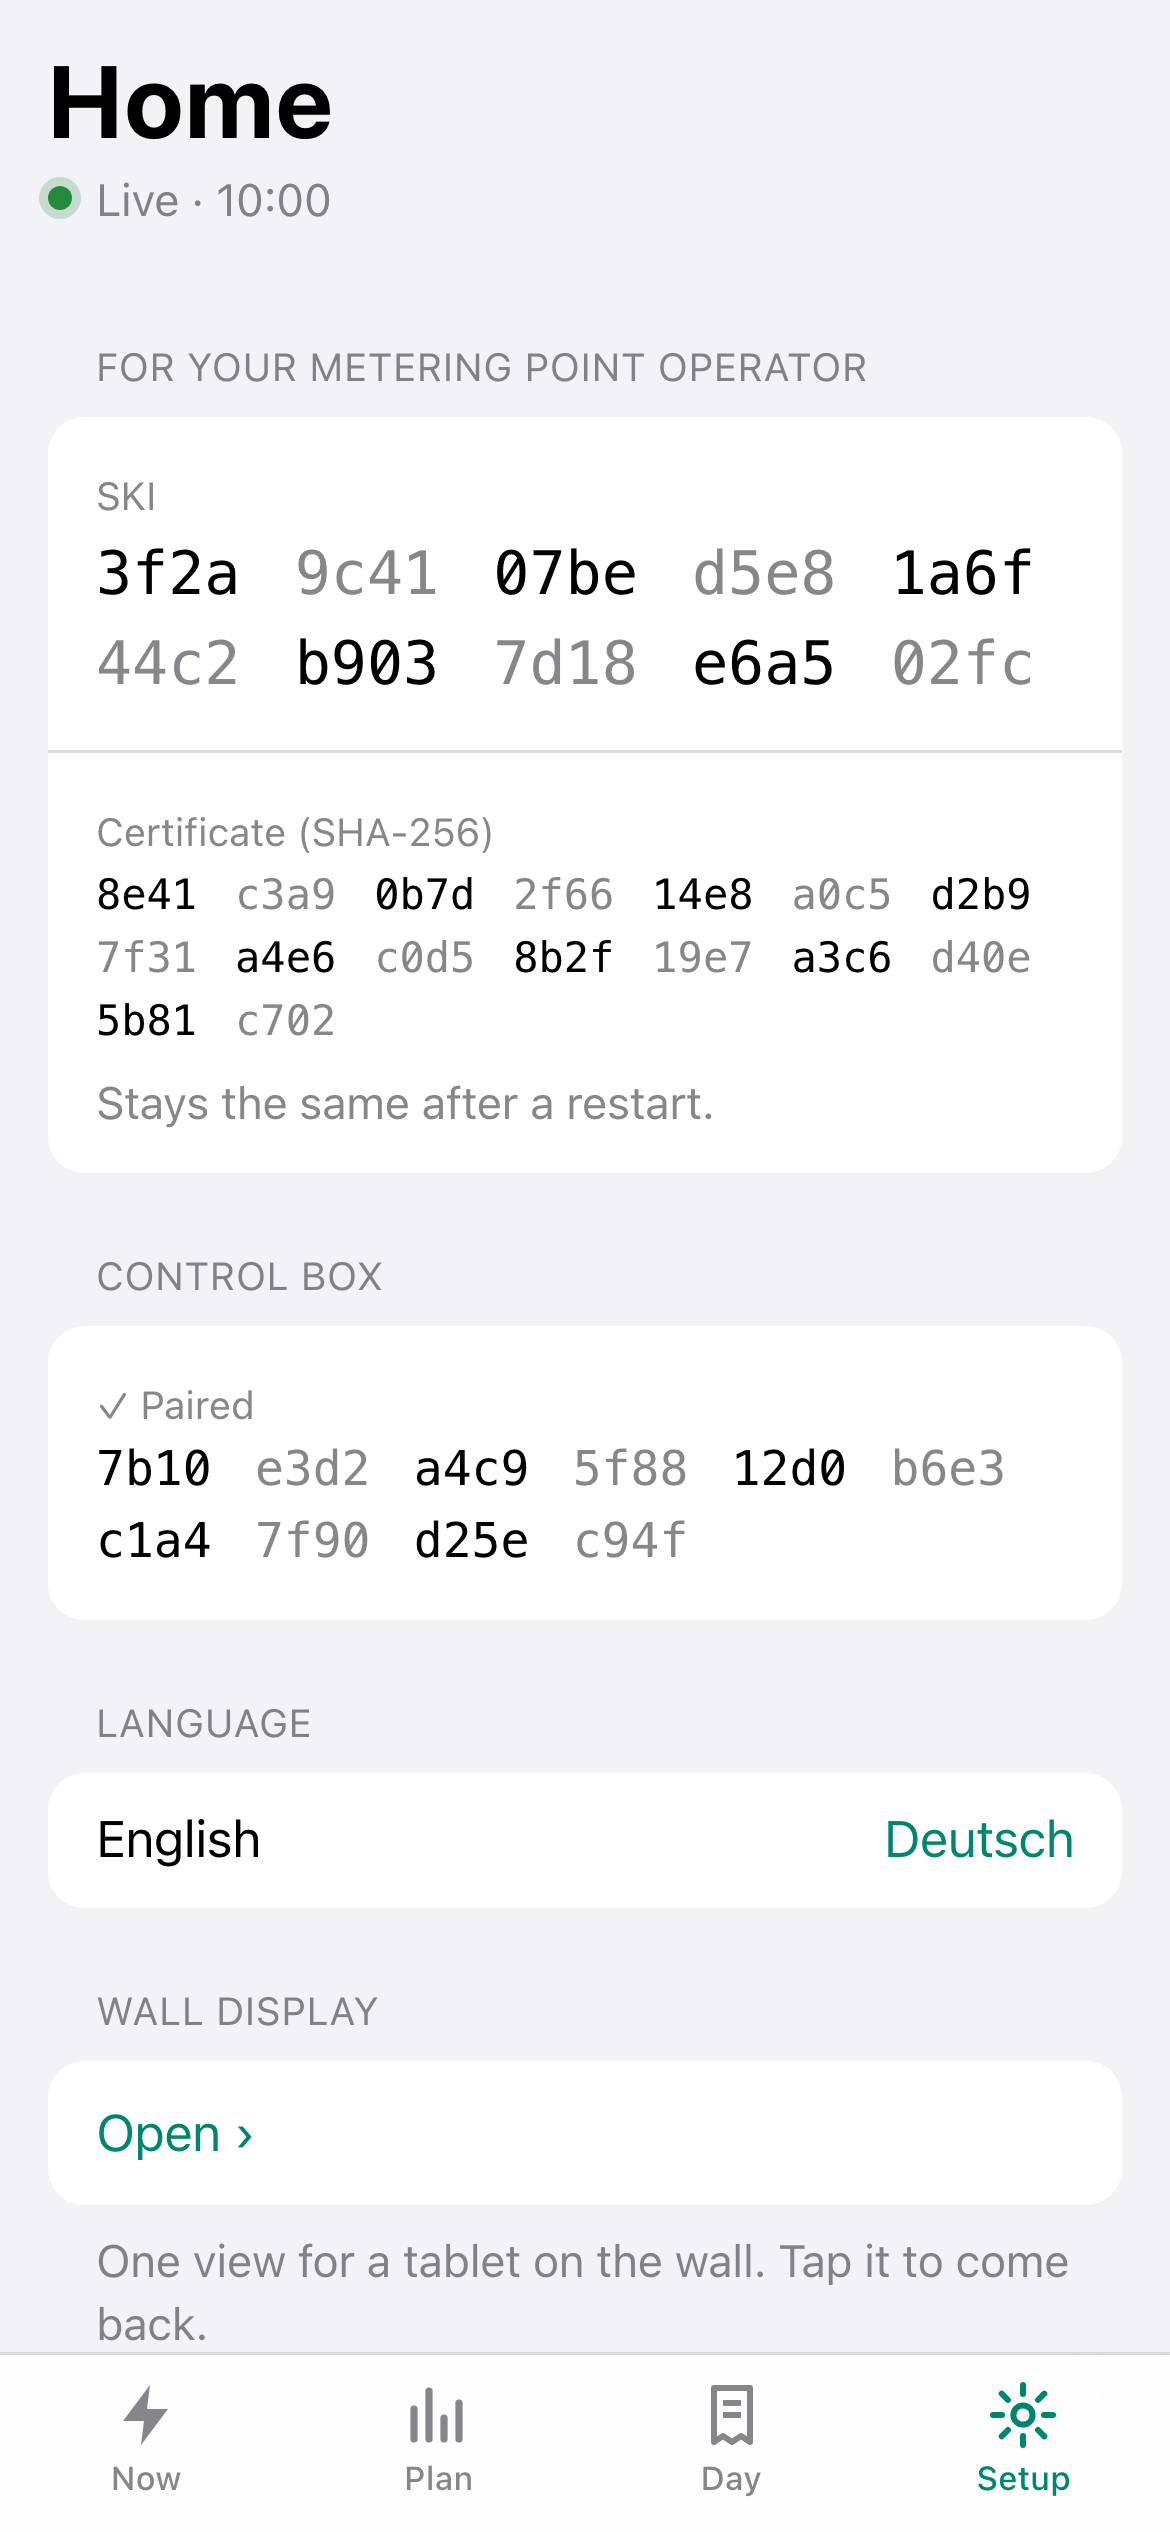 Home
Live · 10:00
FOR YOUR METERING POINT OPERATOR
SKI
3f2a 9c41 07be d5e8 1a6f
44c2 b903 7d18 e6a5 02fc
Certificate (SHA-256)
8e41 c3a9 0b7d 2f66 14e8 a0c5 d2b9
7f31 a4e6 c0d5 8b2f 19e7 a3c6 d40e
5b81 c702
Stays the same after a restart.
CONTROL BOX
✓ Paired
7b10 e3d2 a4c9 5f88 12d0 b6e3
c1a4 7f90 d25e c94f
LANGUAGE
English Deutsch
WALL DISPLAY
Open ›
One view for a tablet on the wall. Tap it to come
back.
Now Plan Day Setup